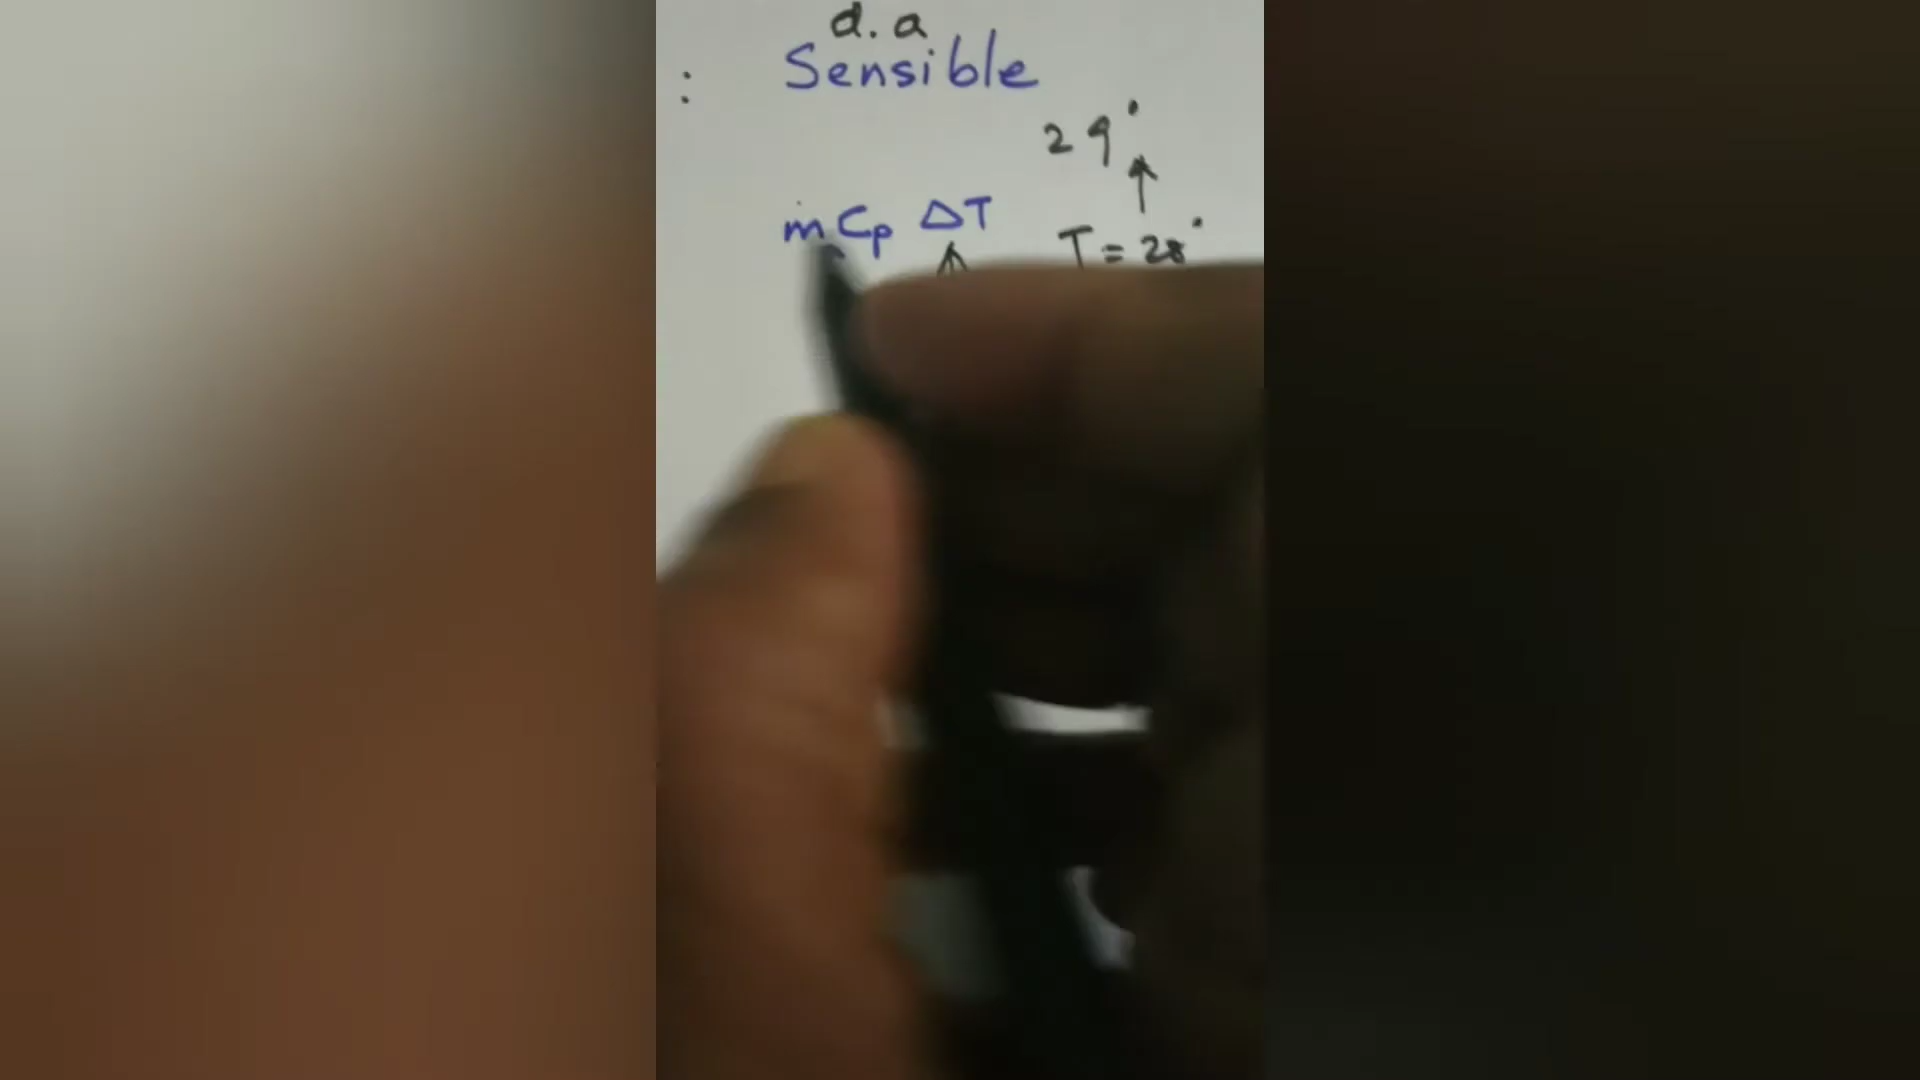 d.a
: Sensible
29°
ṁ Cp ΔT
T = 28°